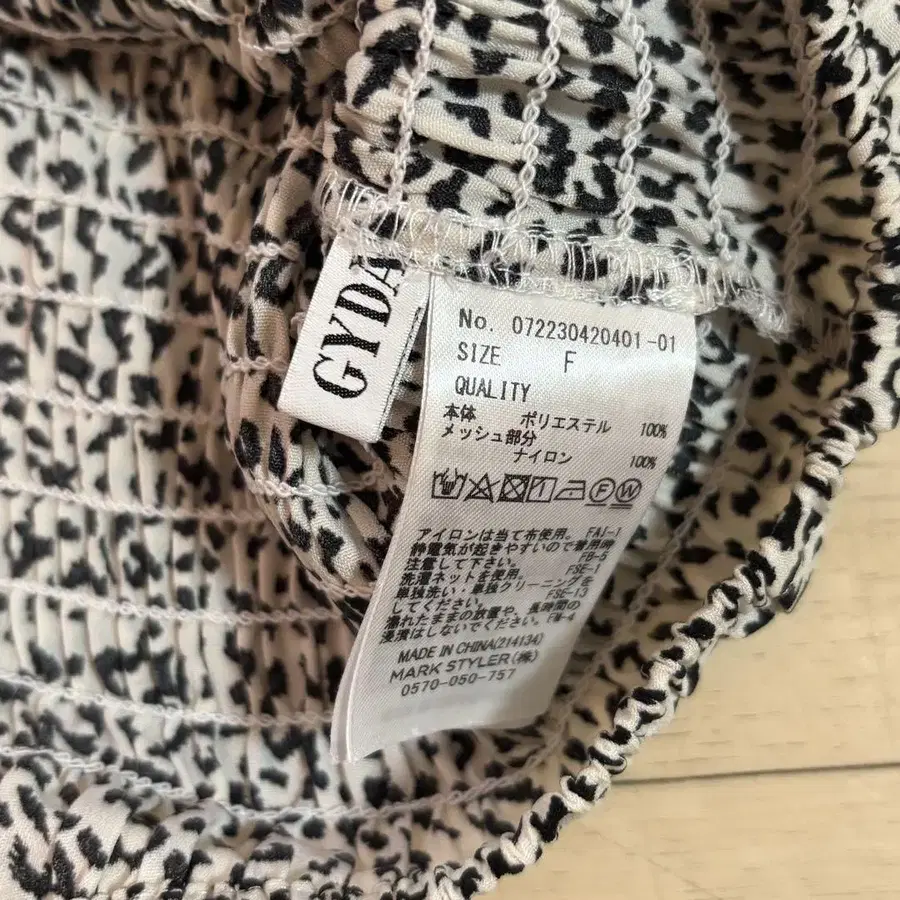 GYDA
No. 072230420401-01
SIZE F
QUALITY
本体 ポリエステル 100%
メッシュ部分
ナイロン 100%
F W
アイロンは当て布使用。 FAI-1
静電気が起きやすいので着用時
注意して下さい。 FB-5
洗濯ネットを使用。 FSE-1
単独洗い・単独クリーニングを
してください。 FSE-13
濡れたままの放置や、長時間の
浸漬はしないでください。 FW-4
MADE IN CHINA(214134)
MARK STYLER(株)
0570-050-757